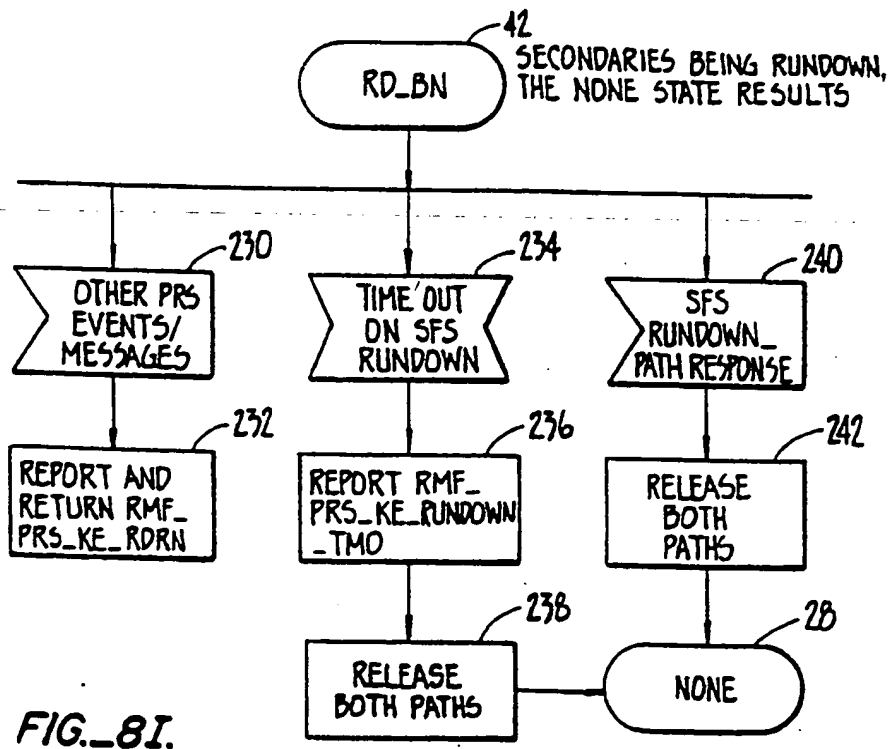 42
RD_BN
SECONDARIES BEING RUNDOWN,
THE NONE STATE RESULTS
230
OTHER PRS
EVENTS/
MESSAGES
234
TIME OUT
ON SFS
RUNDOWN
240
SFS
RUNDOWN_
PATH RESPONSE
232
REPORT AND
RETURN RMF_
PRS_KE_RDRN
236
REPORT RMF_
PRS_KE_RUNDOWN
_TMO
242
RELEASE
BOTH
PATHS
238
RELEASE
BOTH PATHS
28
NONE
FIG._8I.